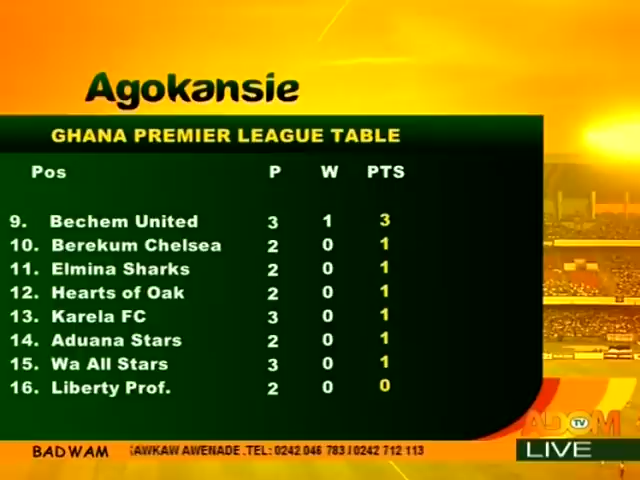 Agokansie
GHANA PREMIER LEAGUE TABLE
Pos P W PTS
9. Bechem United 3 1 3
10. Berekum Chelsea 2 0 1
11. Elmina Sharks 2 0 1
12. Hearts of Oak 2 0 1
13. Karela FC 3 0 1
14. Aduana Stars 2 0 1
15. Wa All Stars 3 0 1
16. Liberty Prof. 2 0 0
ADOM TV
BADWAM AWKAW AWENADE .TEL: 0242 046 783 / 0242 712 113
LIVE